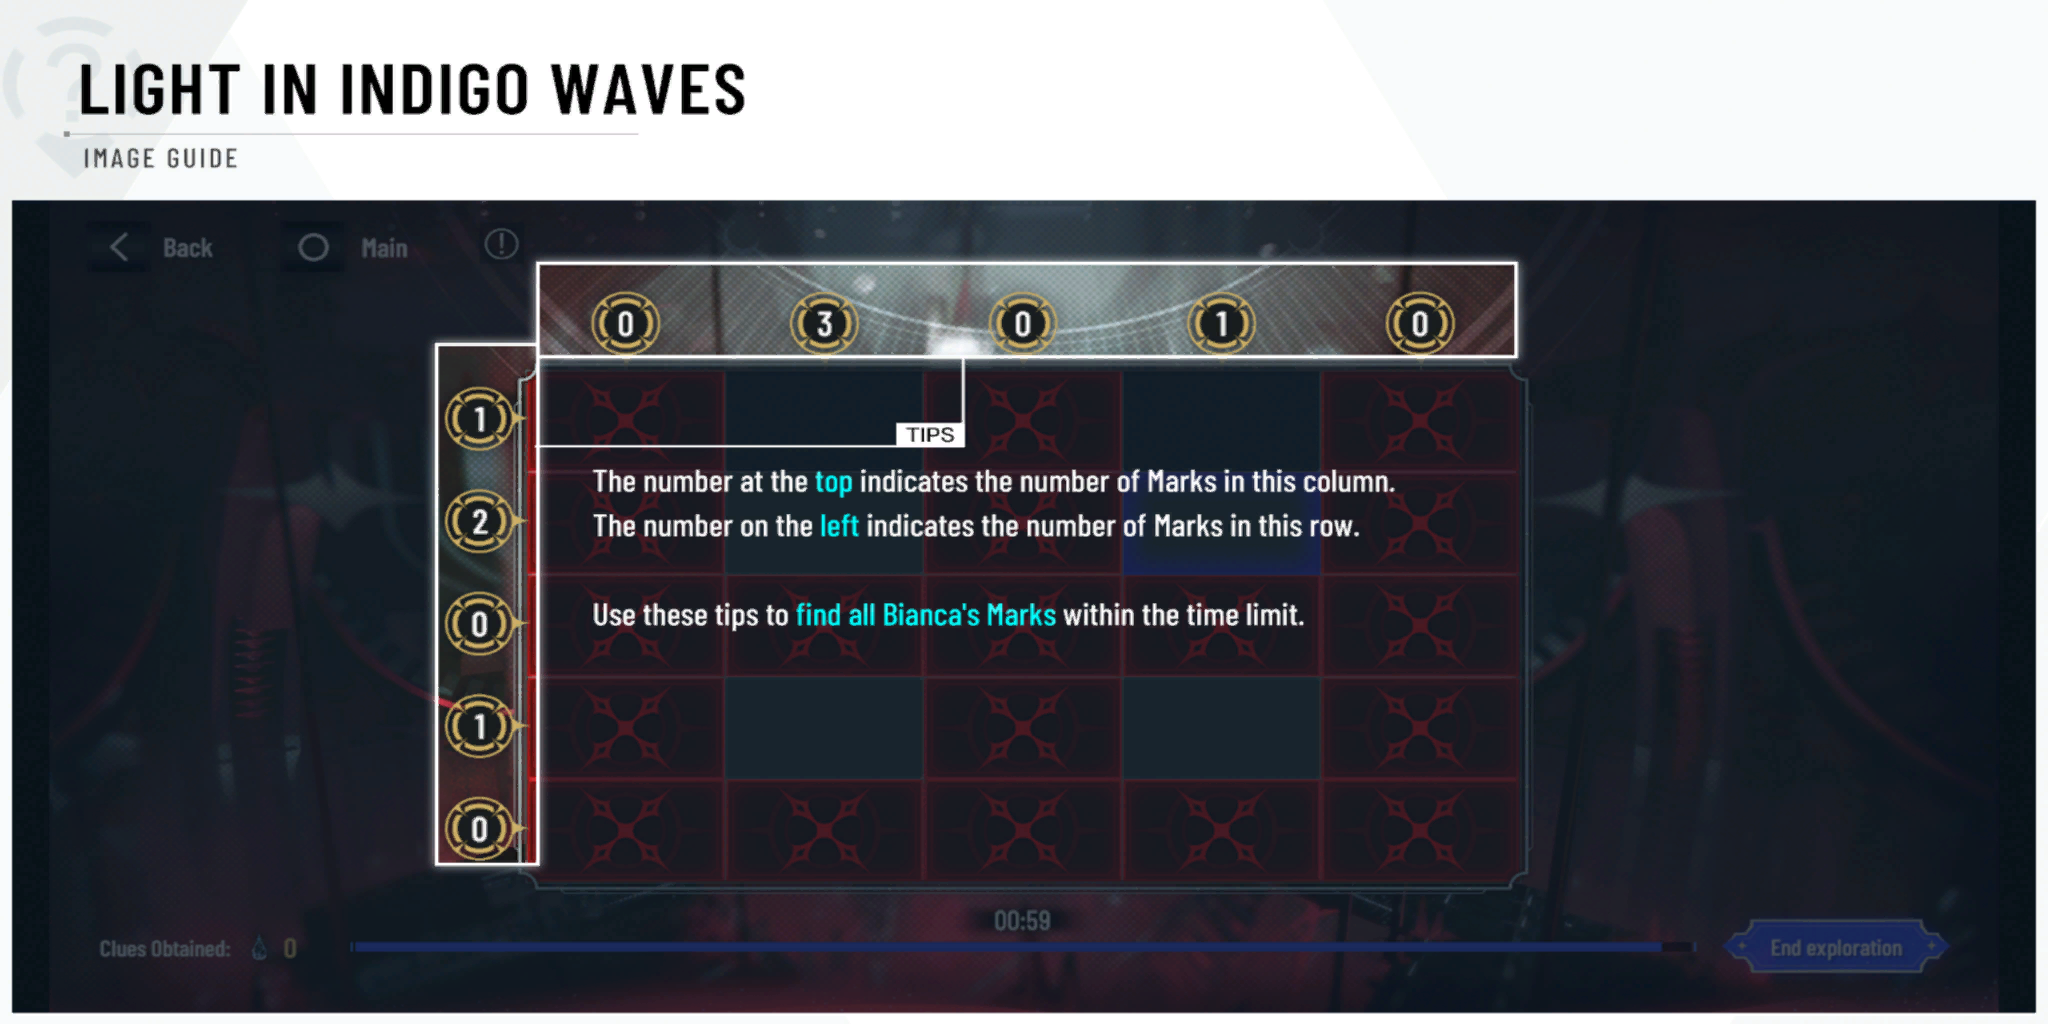 LIGHT IN INDIGO WAVES
IMAGE GUIDE
Back
Main
0 3 0 1 0
1
2
0
1
0
TIPS
The number at the top indicates the number of Marks in this column.
The number on the left indicates the number of Marks in this row.
Use these tips to find all Bianca's Marks within the time limit.
00:59
Clues Obtained: 0
End exploration